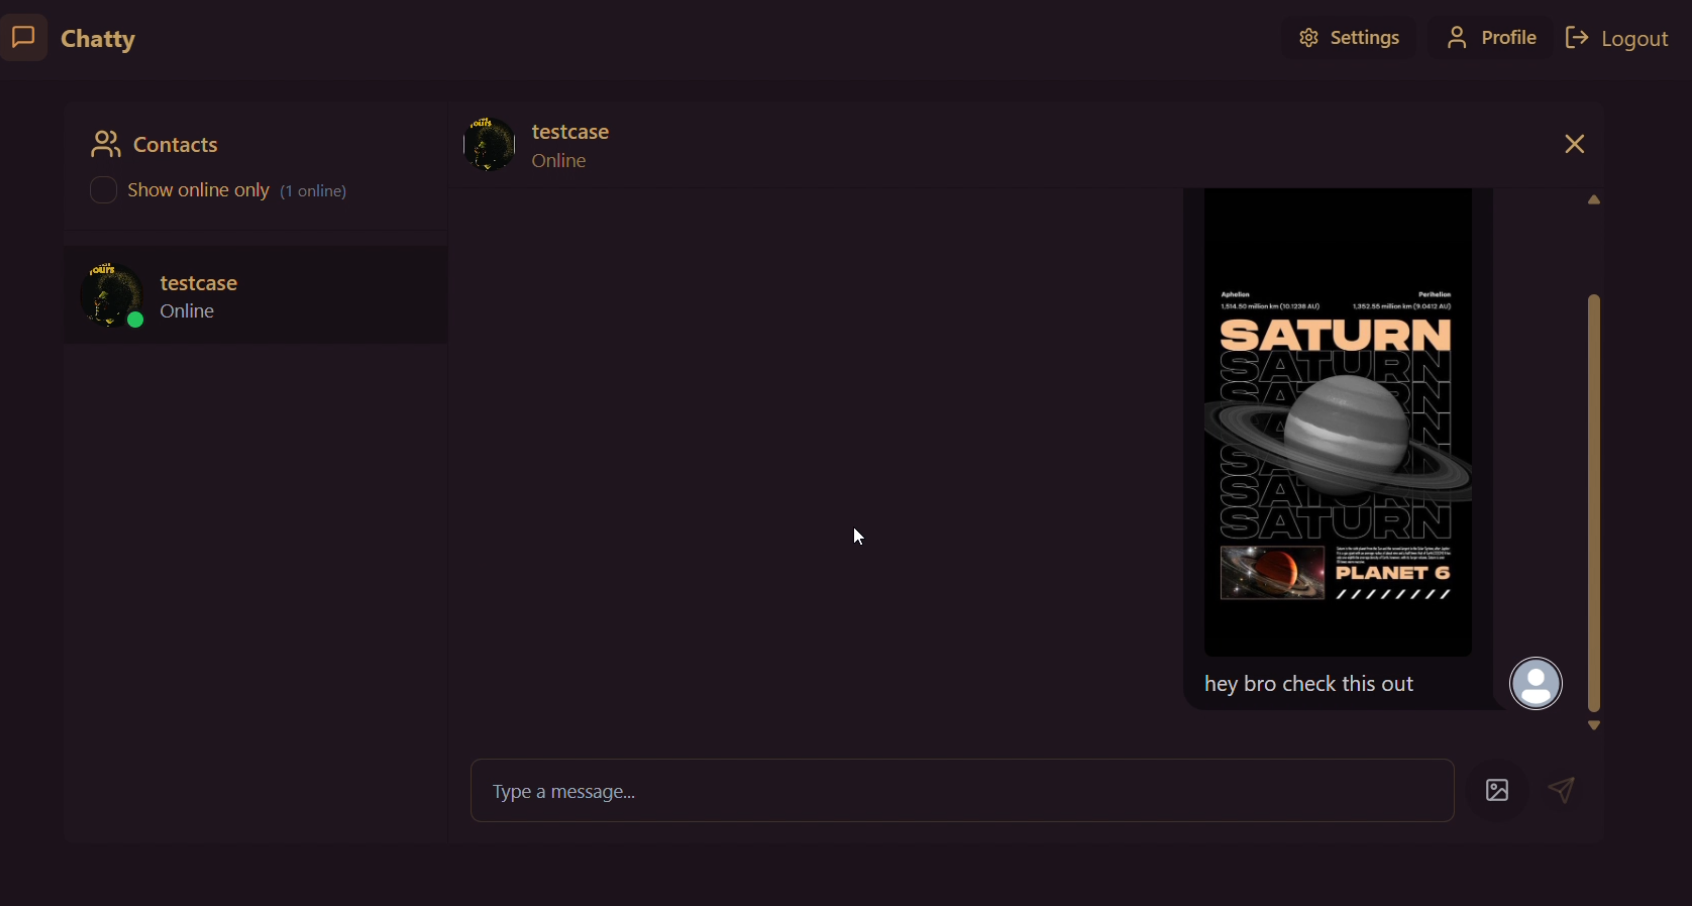 Chatty
Settings
Profile
Logout
Contacts
Show online only (1 online)
testcase
Online
testcase
Online
Aphelion
Perihelion
1,514.50 million km (10.1238 AU)
1,352.55 million km (9.0412 AU)
SATURN
SATURN
SATURN
SATURN
SATURN
SATURN
PLANET 6
hey bro check this out
Type a message...